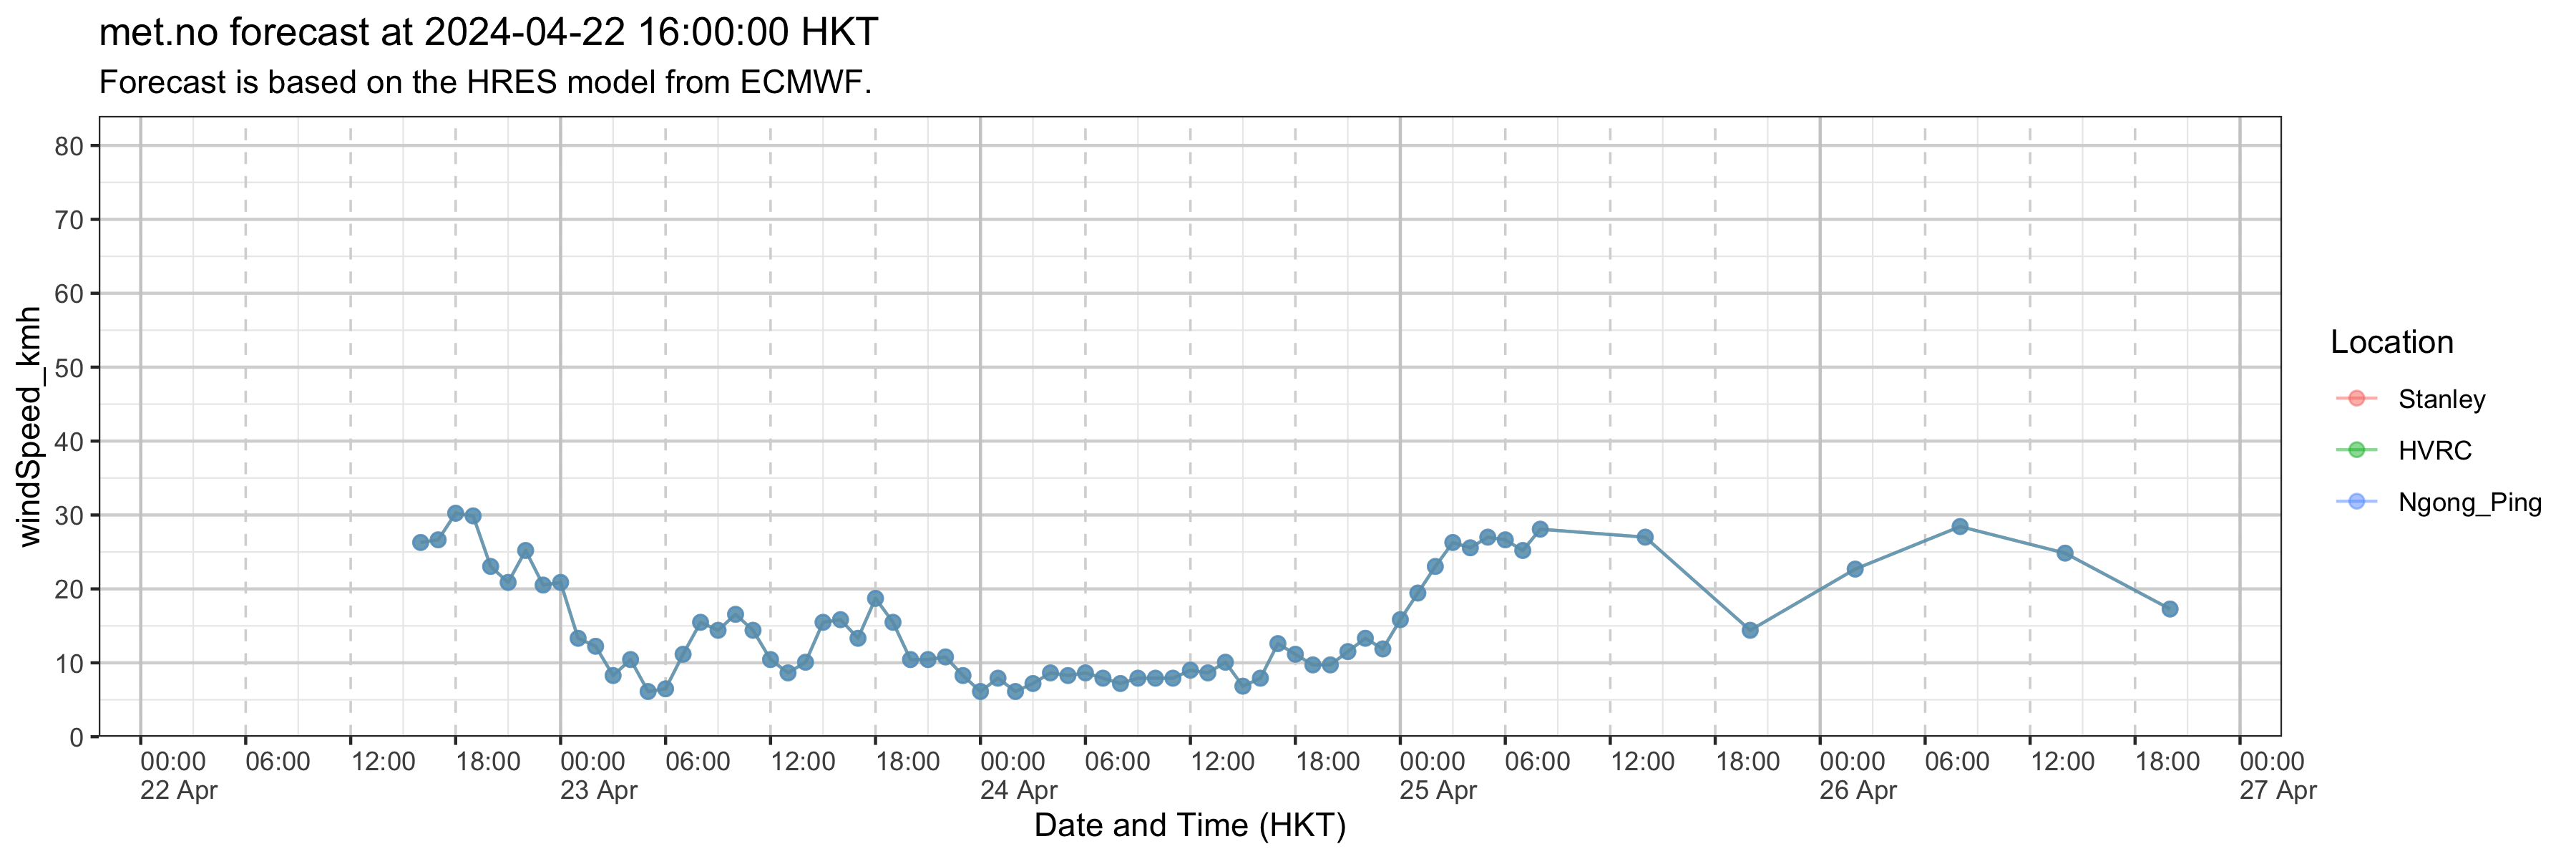 met.no forecast at 2024-04-22 16:00:00 HKT
Forecast is based on the HRES model from ECMWF.
windSpeed_kmh
80
70
60
50
40
30
20
10
0
00:00 06:00 12:00 18:00 00:00 06:00 12:00 18:00 00:00 06:00 12:00 18:00 00:00 06:00 12:00 18:00 00:00 06:00 12:00 18:00 00:00
22 Apr 23 Apr 24 Apr 25 Apr 26 Apr 27 Apr
Date and Time (HKT)
Location
Stanley
HVRC
Ngong_Ping